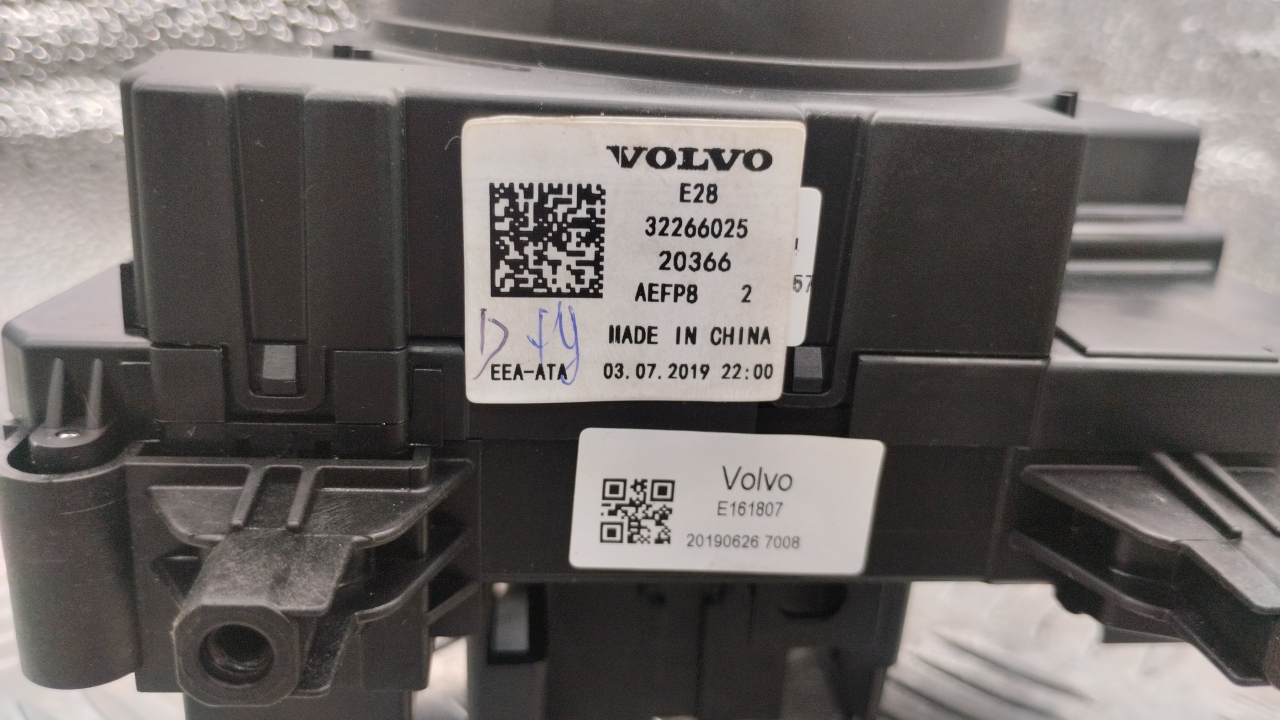 VOLVO
E28
32266025
20366
AEFP8 2
MADE IN CHINA
EEA-ATA 03.07.2019 22:00
57
Volvo
E161807
20190626 7008